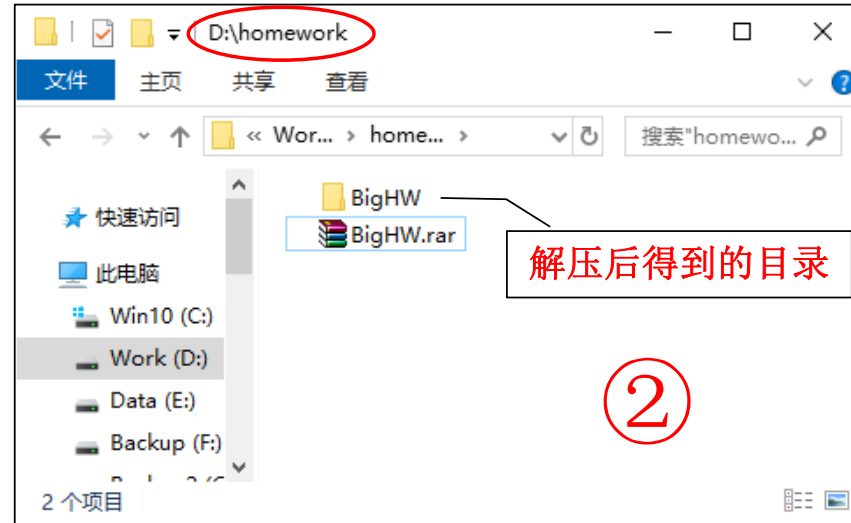 D:\homework
文件 主页 共享 查看
« Wor... › home... ›
搜索"homewo...
快速访问
此电脑
Win10 (C:)
Work (D:)
Data (E:)
Backup (F:)
BigHW
BigHW.rar
解压后得到的目录
②
2 个项目